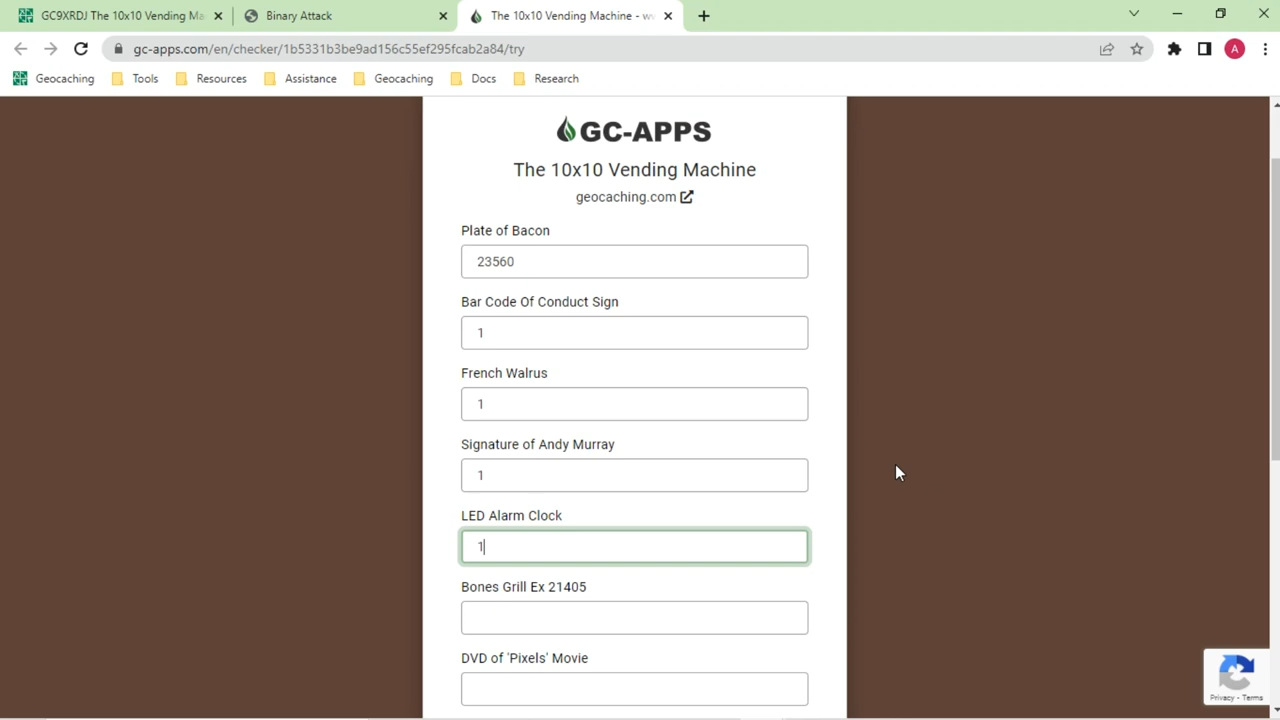 GC9XRDJ The 10x10 Vending Ma
Binary Attack
The 10x10 Vending Machine - w
gc-apps.com/en/checker/1b5331b3be9ad156c55ef295fcab2a84/try
A
Geocaching
Tools
Resources
Assistance
Geocaching
Docs
Research
GC-APPS
The 10x10 Vending Machine
geocaching.com
Plate of Bacon
23560
Bar Code Of Conduct Sign
1
French Walrus
1
Signature of Andy Murray
1
LED Alarm Clock
1
Bones Grill Ex 21405
DVD of 'Pixels' Movie
Privacy - Terms